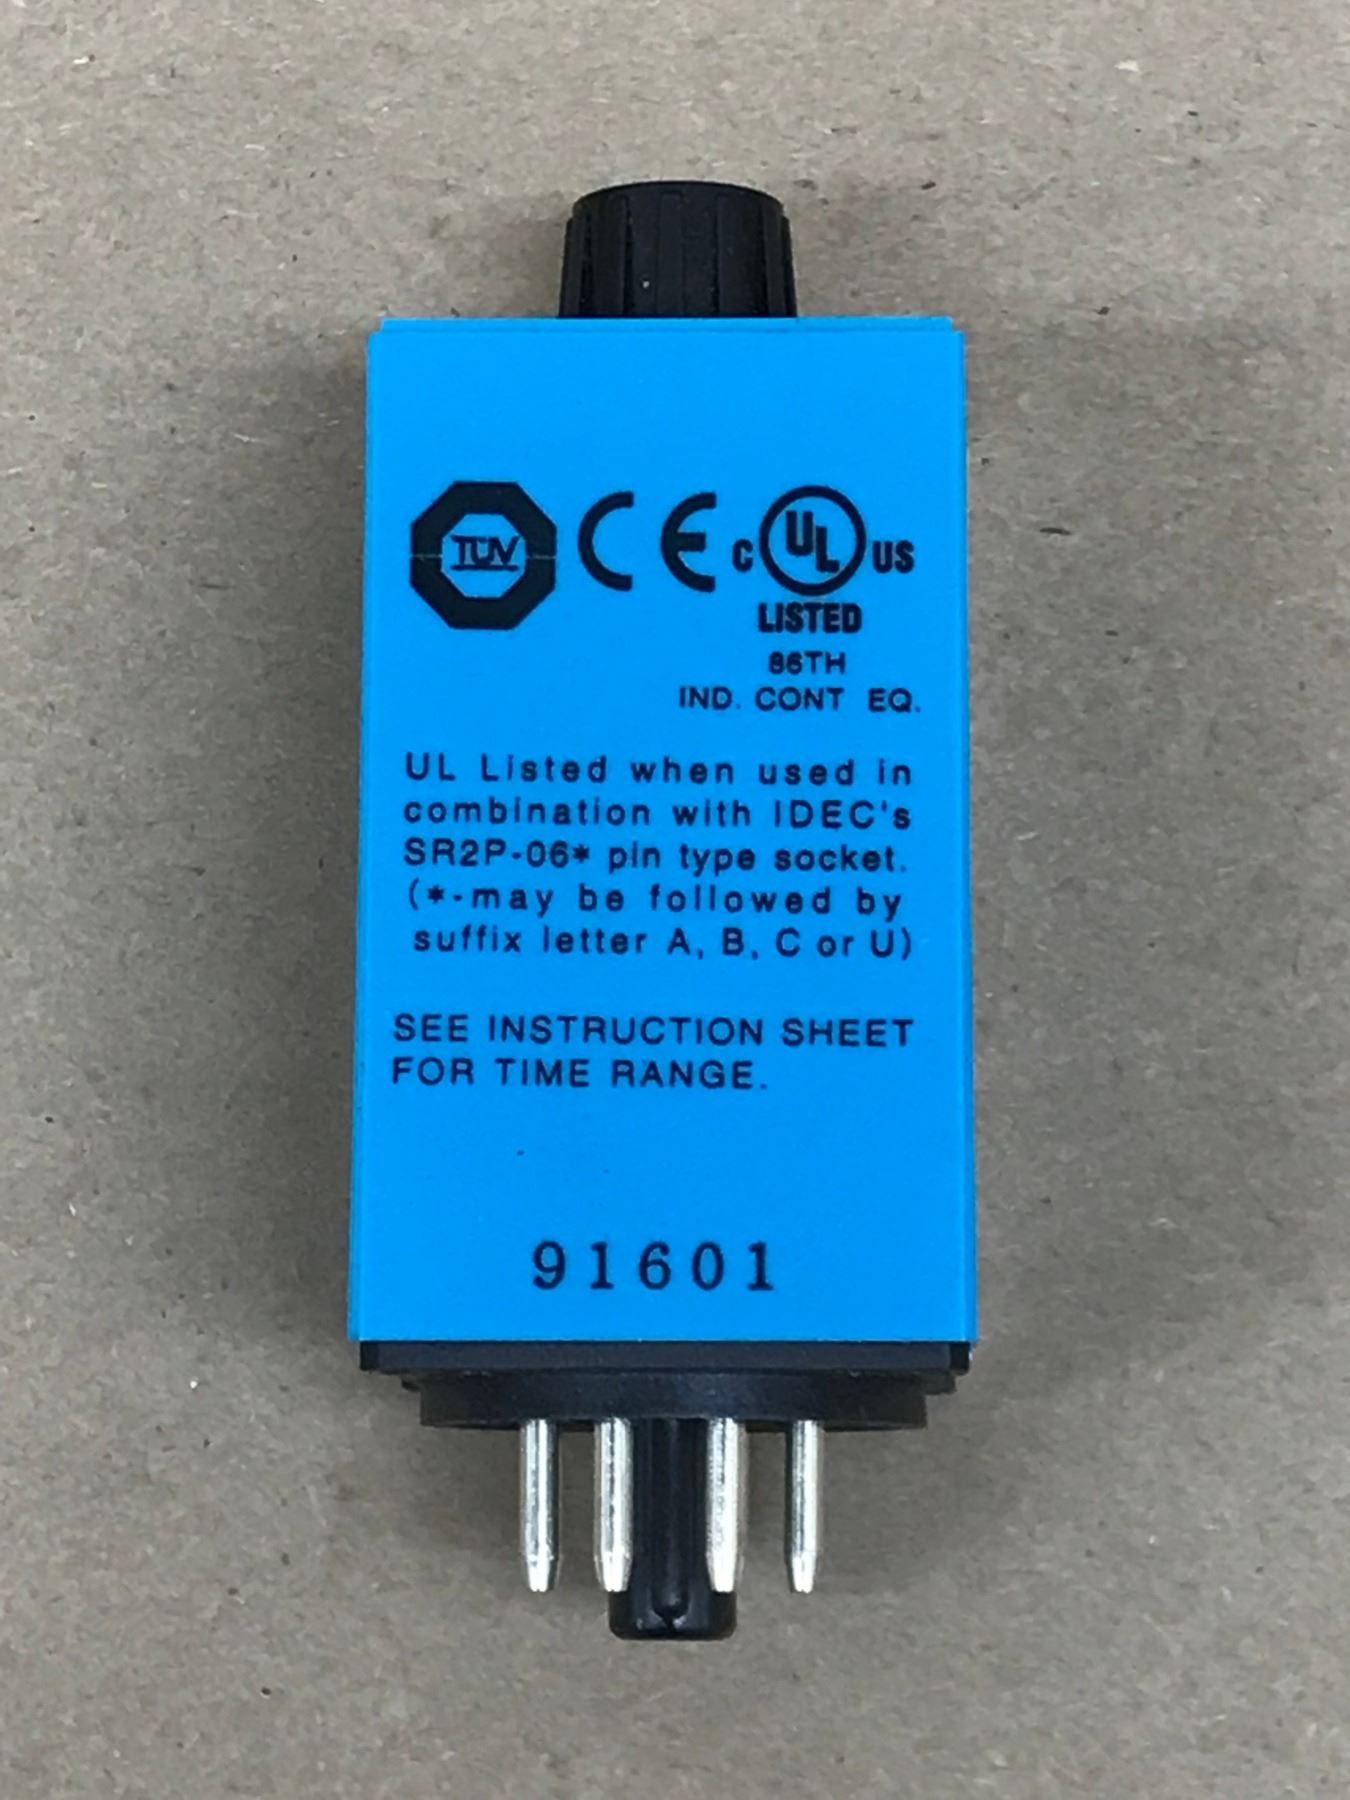 TÜV CE C UL US
LISTED
86TH
IND. CONT EQ.
UL Listed when used in
combination with IDEC's
SR2P-06* pin type socket.
(*-may be followed by
suffix letter A, B, C or U)
SEE INSTRUCTION SHEET
FOR TIME RANGE.
91601